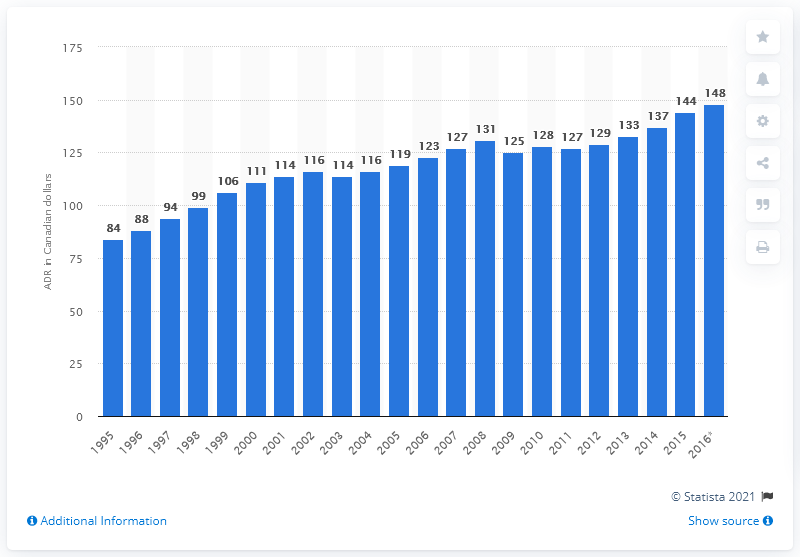 175
150
125
100
75
50
25
0
ADR in Canadian dollars
84 88 94 99 106 111 114 116 114 116 119 123 127 131 125 128 127 129 133 137 144 148
1995 1996 1997 1998 1999 2000 2001 2002 2003 2004 2005 2006 2007 2008 2009 2010 2011 2012 2013 2014 2015 2016*
© Statista 2021
Additional Information
Show source